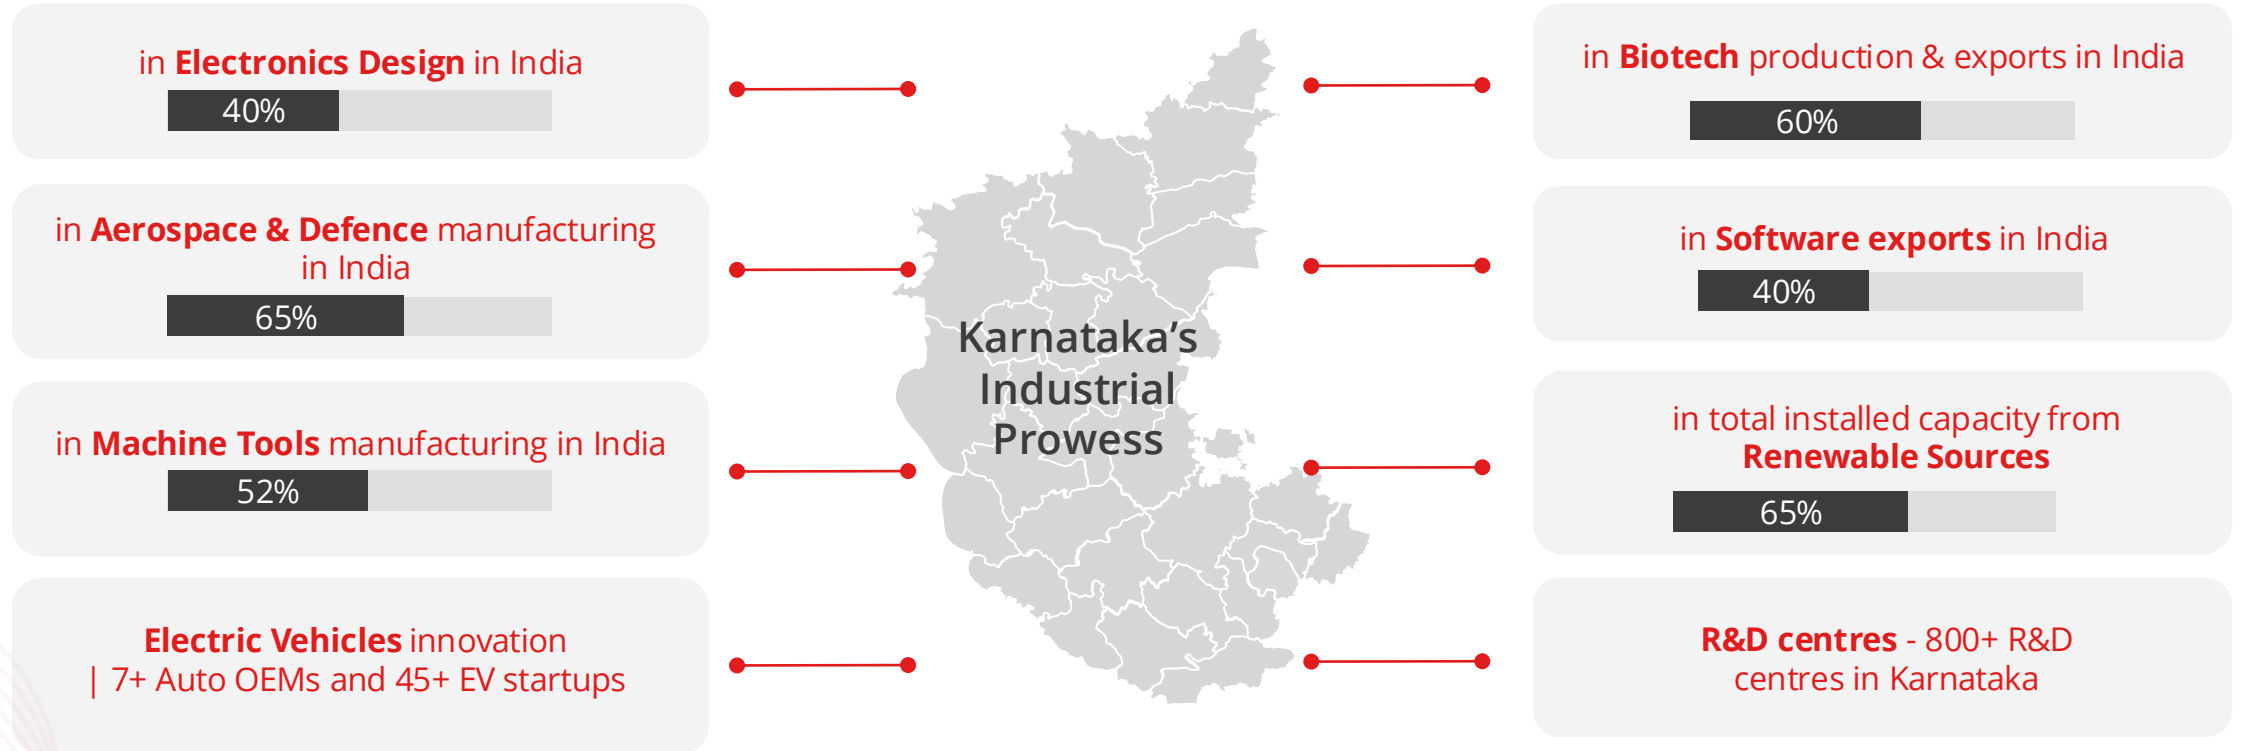 in Electronics Design in India
40%
in Aerospace & Defence manufacturing
in India
65%
in Machine Tools manufacturing in India
52%
Electric Vehicles innovation
| 7+ Auto OEMs and 45+ EV startups
Karnataka’s
Industrial
Prowess
in Biotech production & exports in India
60%
in Software exports in India
40%
in total installed capacity from
Renewable Sources
65%
R&D centres - 800+ R&D
centres in Karnataka